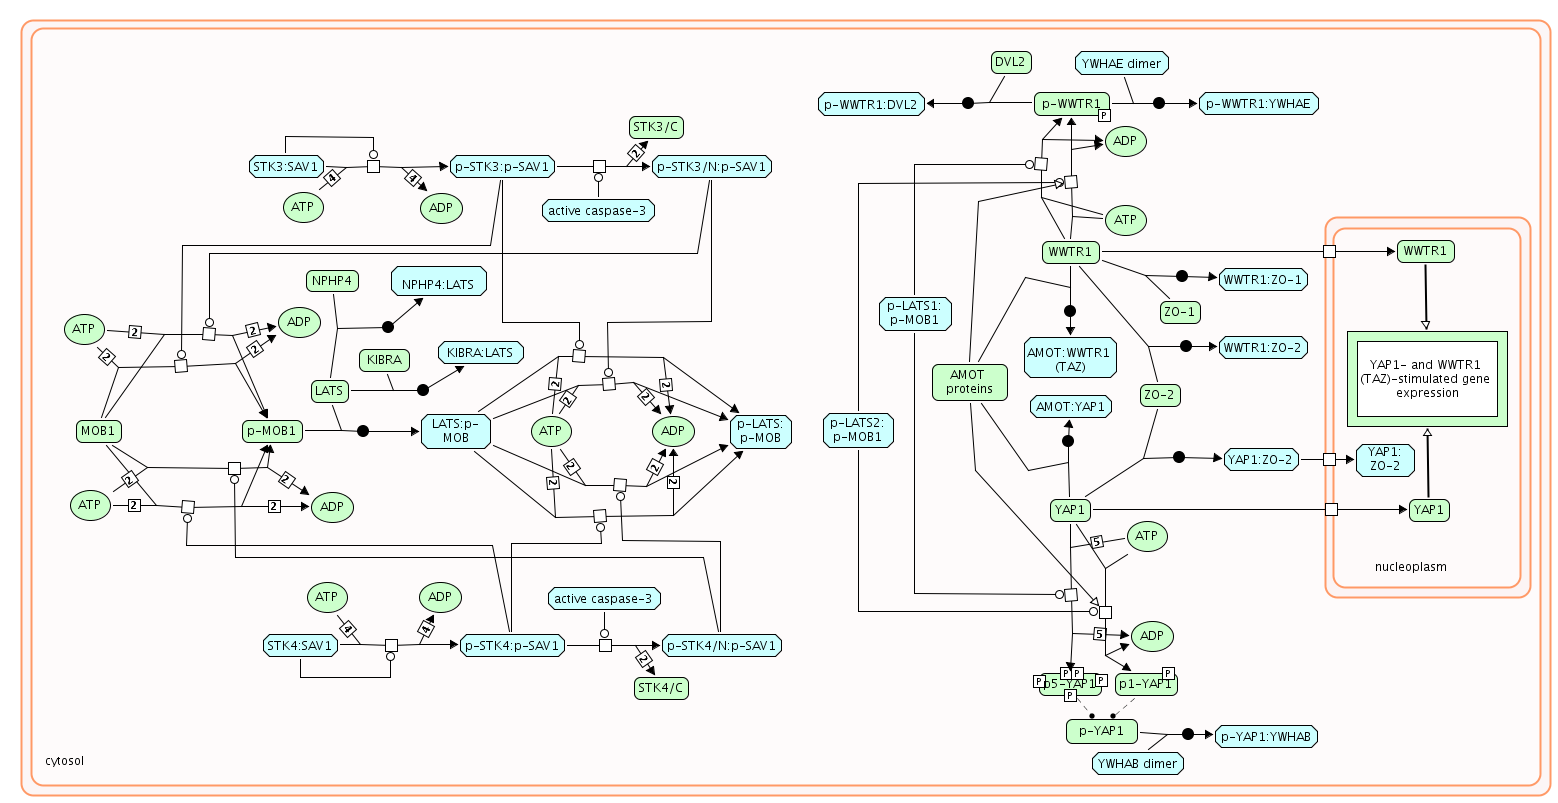 DVL2
YWHAE dimer
p-WWTR1:DVL2
p-WWTR1
P
p-WWTR1:YWHAE
STK3/C
ADP
2
STK3:SAV1
p-STK3:p-SAV1
p-STK3/N:p-SAV1
4
4
ATP
ADP
active caspase-3
ATP
WWTR1
WWTR1
NPHP4
NPHP4:LATS
WWTR1:ZO-1
ZO-1
p-LATS1:
p-MOB1
ATP
2
2
ADP
2
2
KIBRA
KIBRA:LATS
AMOT:WWTR1
(TAZ)
WWTR1:ZO-2
YAP1- and WWTR1
(TAZ)-stimulated gene
expression
LATS
2
2
2
2
AMOT
proteins
ZO-2
AMOT:YAP1
MOB1
p-MOB1
LATS:p-
MOB
ATP
ADP
p-LATS:
p-MOB
p-LATS2:
p-MOB1
YAP1:ZO-2
YAP1:
ZO-2
2
2
2
2
2
2
ATP
2
2
ADP
YAP1
YAP1
5
ATP
nucleoplasm
ATP
ADP
active caspase-3
4
4
5
ADP
STK4:SAV1
p-STK4:p-SAV1
p-STK4/N:p-SAV1
2
STK4/C
P
P
P
P
p5-YAP1
P
P
p1-YAP1
p-YAP1
p-YAP1:YWHAB
YWHAB dimer
cytosol